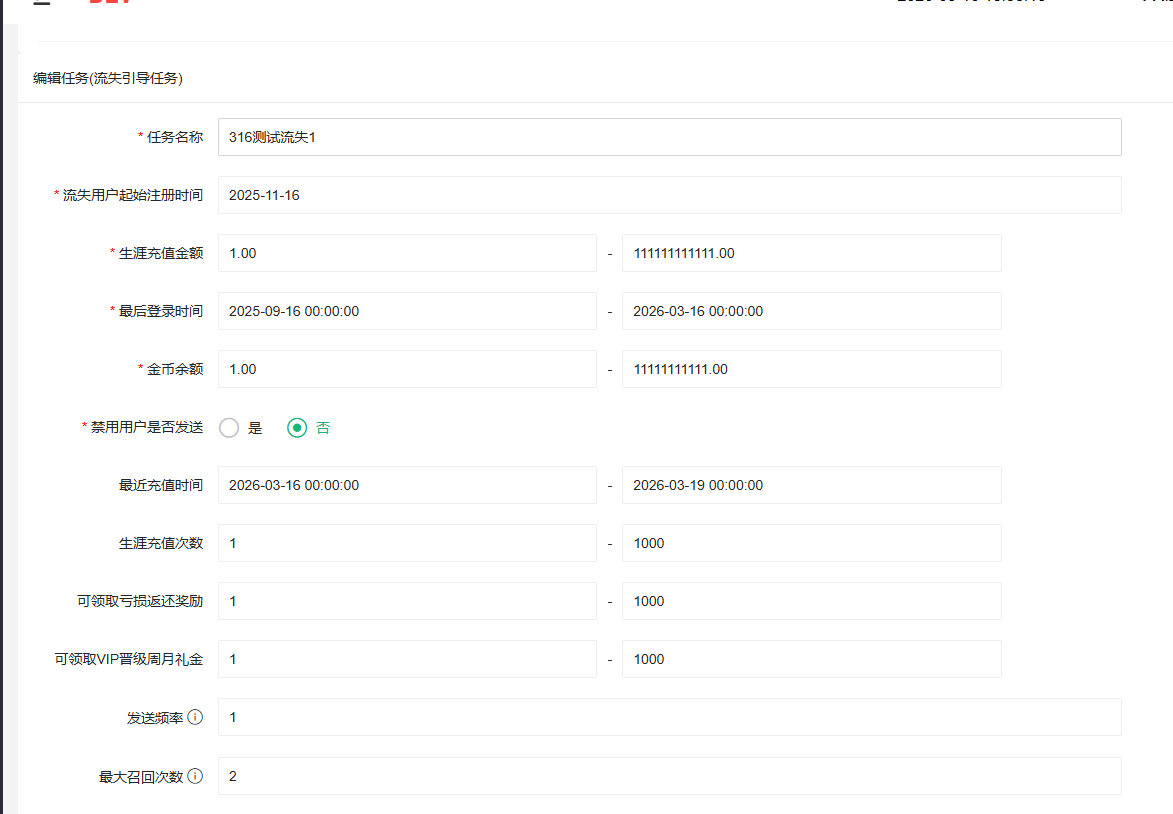 编辑任务(流失引导任务)
* 任务名称 316测试流失1
* 流失用户起始注册时间 2025-11-16
* 生涯充值金额 1.00 - 111111111111.00
* 最后登录时间 2025-09-16 00:00:00 - 2026-03-16 00:00:00
* 金币余额 1.00 - 11111111111.00
* 禁用用户是否发送 是 否
最近充值时间 2026-03-16 00:00:00 - 2026-03-19 00:00:00
生涯充值次数 1 - 1000
可领取亏损返还奖励 1 - 1000
可领取VIP晋级周月礼金 1 - 1000
发送频率 1
最大召回次数 2